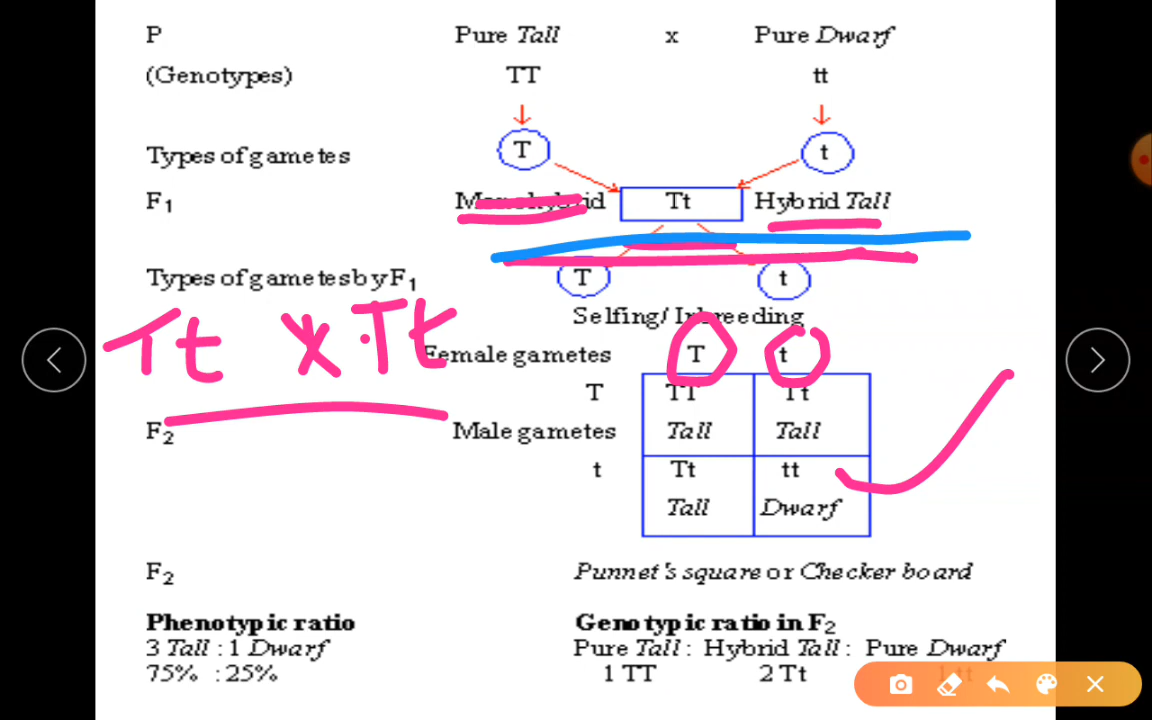 P Pure Tall x Pure Dwarf
(Genotypes) TT tt
Types of gametes T t
F1 Monohybrid Tt Hybrid Tall
Types of gametes by F1 T t
Selfing/ Inbreeding
Tt x Tt
Female gametes T t
T TT Tt
F2 Male gametes Tall Tall
t Tt tt
Tall Dwarf
F2 Punnet's square or Checker board
Phenotypic ratio Genotypic ratio in F2
3 Tall : 1 Dwarf Pure Tall : Hybrid Tall : Pure Dwarf
75% : 25% 1 TT 2 Tt 1 tt